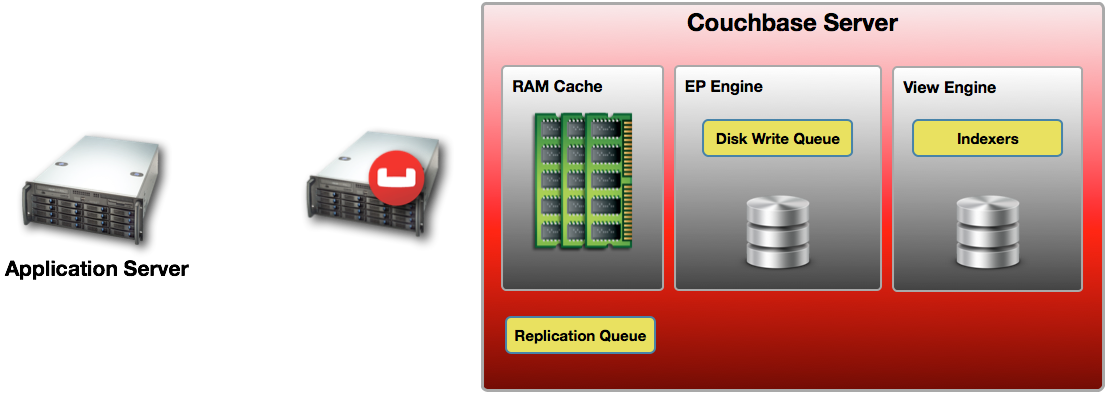 Couchbase Server
RAM Cache
EP Engine
View Engine
Disk Write Queue
Indexers
Application Server
Replication Queue